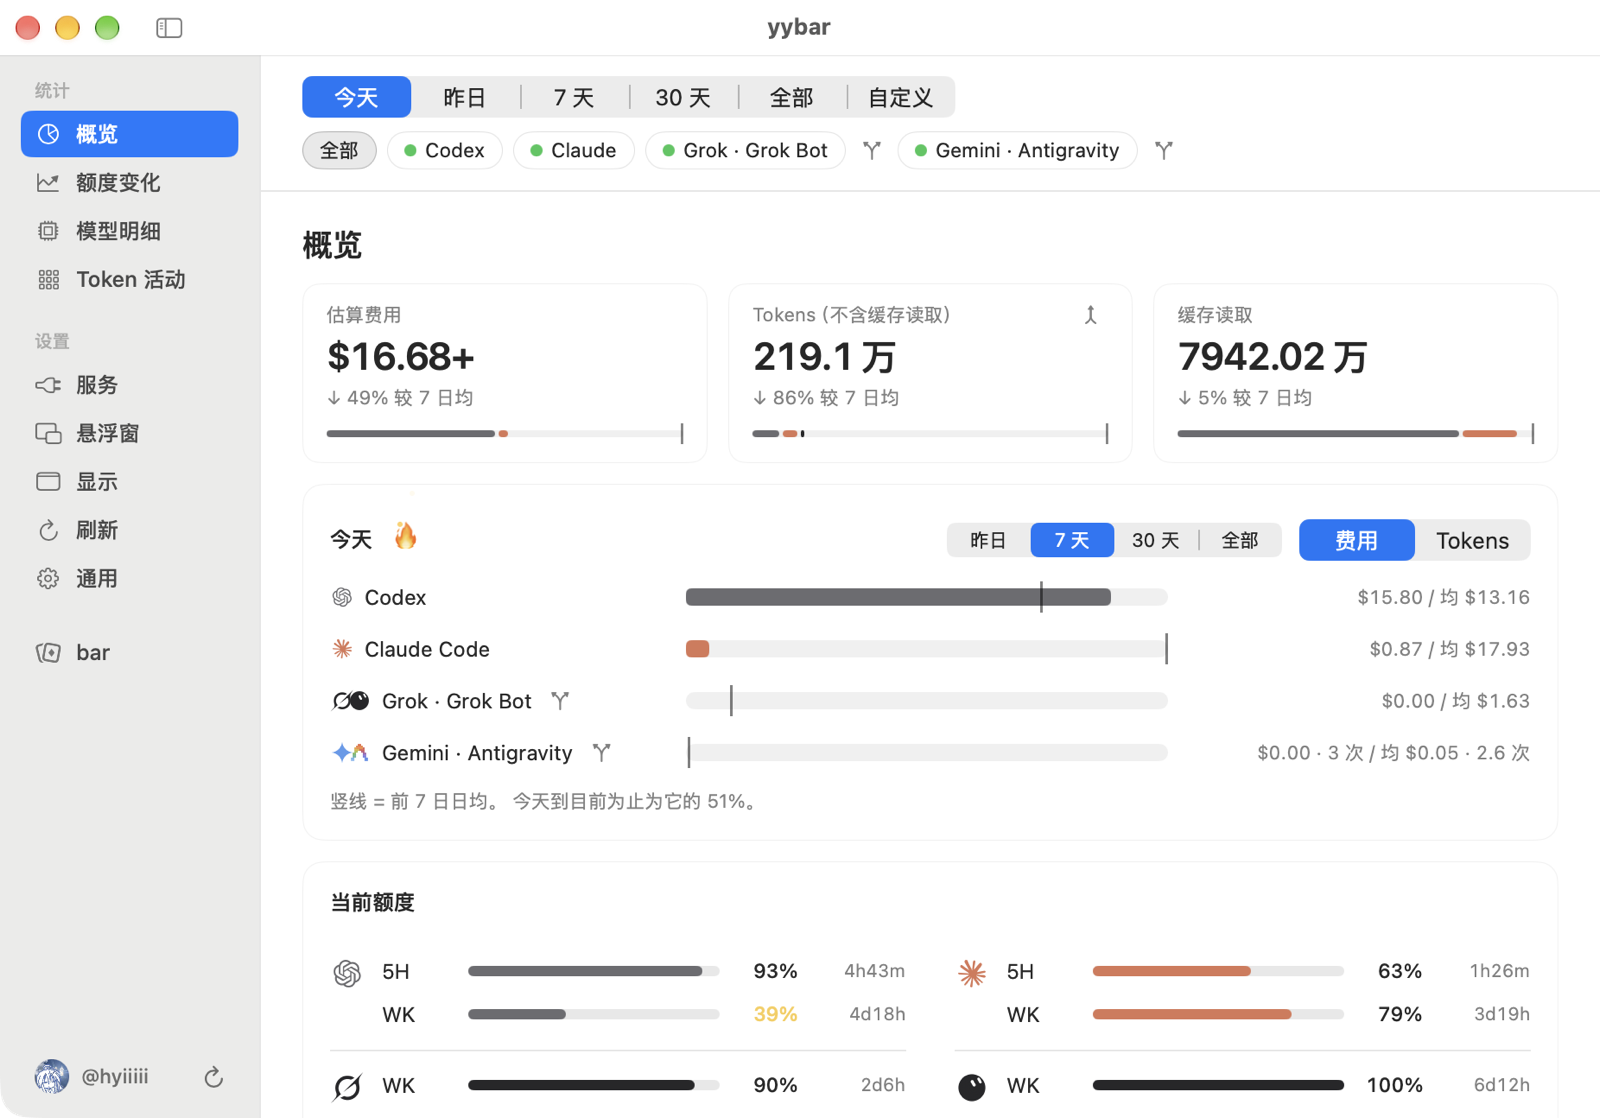 yybar
统计
概览
额度变化
模型明细
Token 活动
设置
服务
悬浮窗
显示
刷新
通用
bar
@hyiiiii
今天 昨日 7 天 30 天 全部 自定义
全部 Codex Claude Grok · Grok Bot Gemini · Antigravity
概览
估算费用
$16.68+
↓ 49% 较 7 日均
Tokens (不含缓存读取)
219.1 万
↓ 86% 较 7 日均
缓存读取
7942.02 万
↓ 5% 较 7 日均
今天 昨日 7 天 30 天 全部 费用 Tokens
Codex $15.80 / 均 $13.16
Claude Code $0.87 / 均 $17.93
Grok · Grok Bot $0.00 / 均 $1.63
Gemini · Antigravity $0.00 · 3 次 / 均 $0.05 · 2.6 次
竖线 = 前 7 日日均。 今天到目前为止为它的 51%。
当前额度
5H 93% 4h43m
WK 39% 4d18h
5H 63% 1h26m
WK 79% 3d19h
WK 90% 2d6h
WK 100% 6d12h